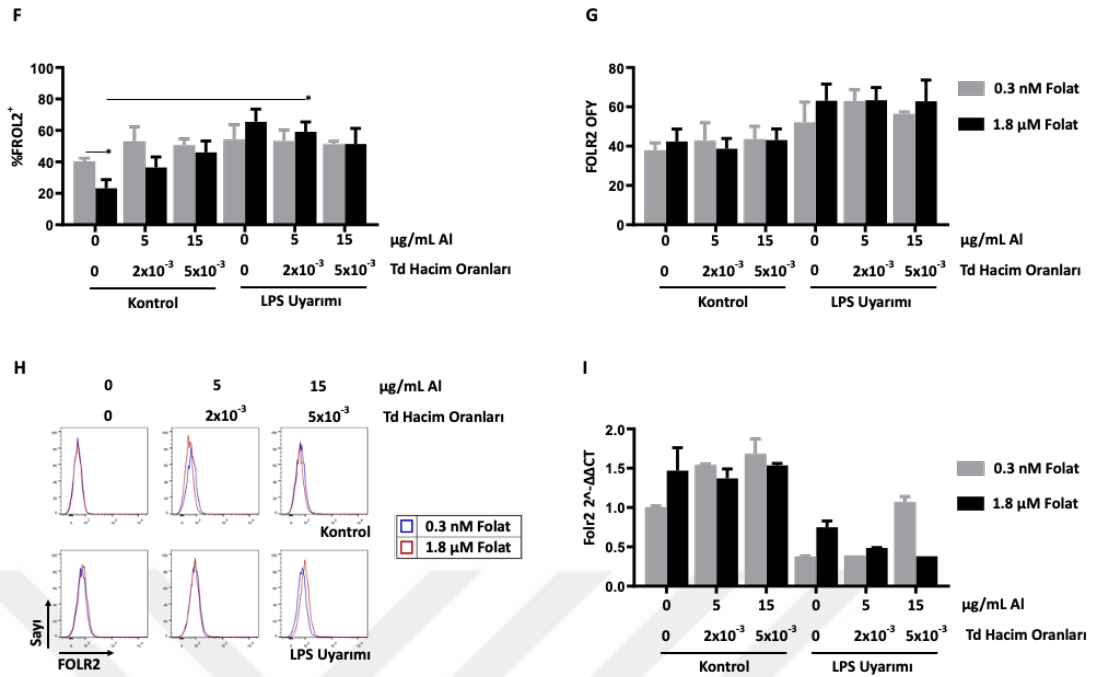 F
100
80
60
40
20
0
%FROL2+
*
*
0 5 15 0 5 15 µg/mL Al
0 2x10-3 5x10-3 0 2x10-3 5x10-3 Td Hacim Oranları
Kontrol LPS Uyarımı
G
80
60
40
20
0
FOLR2 OFY
0.3 nM Folat
1.8 µM Folat
0 5 15 0 5 15 µg/mL Al
0 2x10-3 5x10-3 0 2x10-3 5x10-3 Td Hacim Oranları
Kontrol LPS Uyarımı
H
0 5 15 µg/mL Al
0 2x10-3 5x10-3 Td Hacim Oranları
Kontrol
0.3 nM Folat
1.8 µM Folat
Sayı
FOLR2
LPS Uyarımı
I
2.0
1.5
1.0
0.5
0.0
Folr2 2^-ΔΔCT
0.3 nM Folat
1.8 µM Folat
0 5 15 0 5 15 µg/mL Al
0 2x10-3 5x10-3 0 2x10-3 5x10-3 Td Hacim Oranları
Kontrol LPS Uyarımı